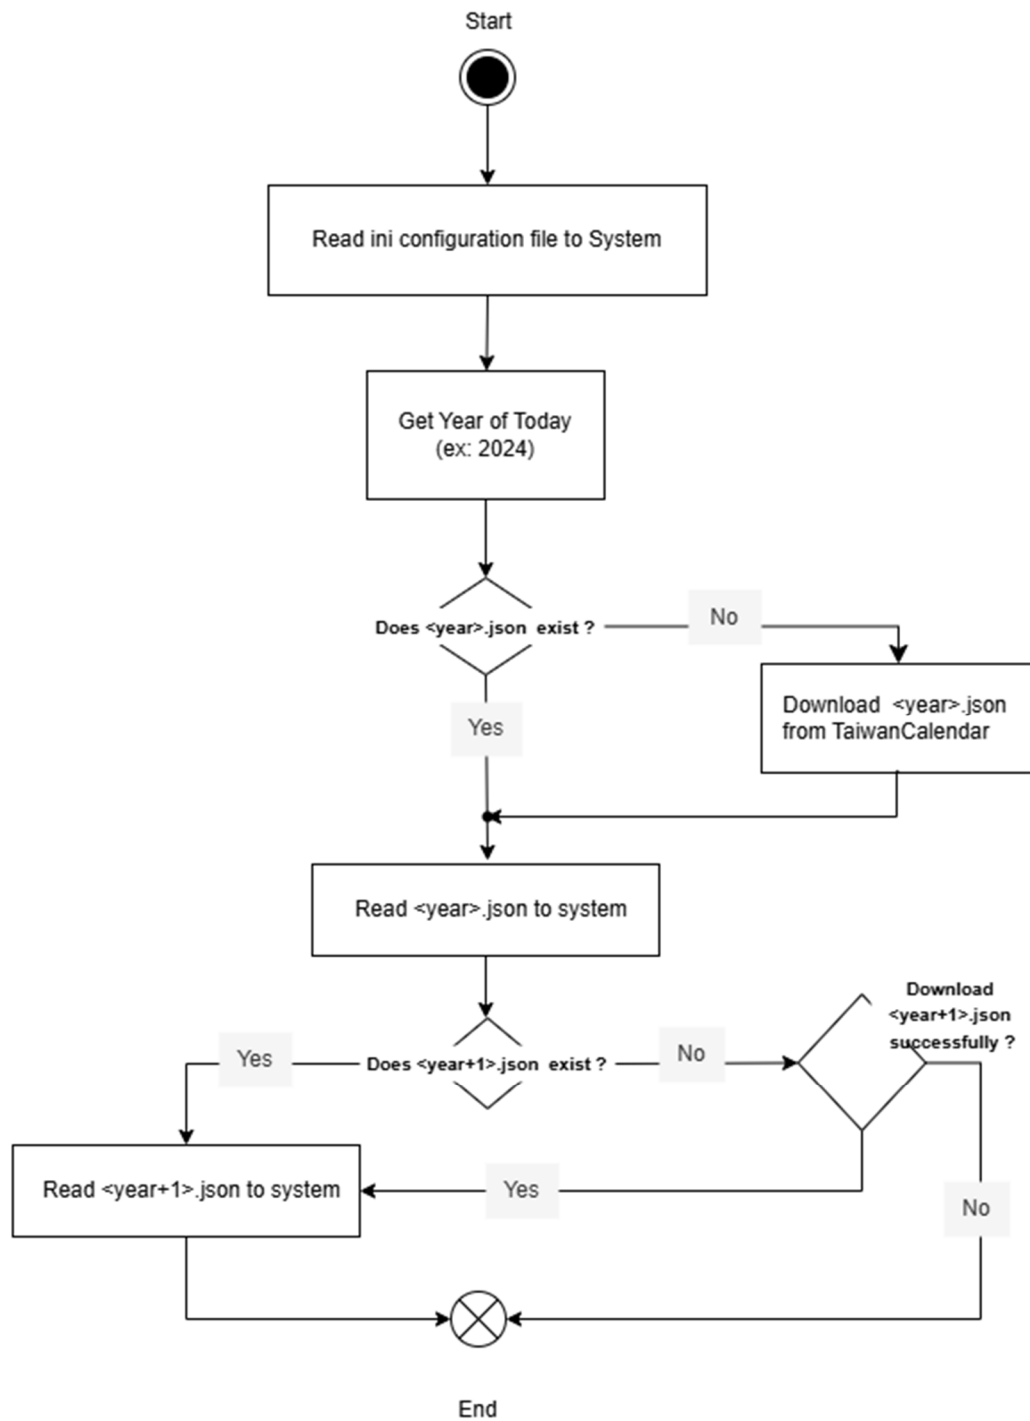 Start
Read ini configuration file to System
Get Year of Today
(ex: 2024)
Does <year>.json  exist ?
No
Download  <year>.json
from TaiwanCalendar
Yes
Read <year>.json to system
Download
<year+1>.json
successfully ?
Yes
Does <year+1>.json  exist ?
No
Read <year+1>.json to system
Yes
No
End